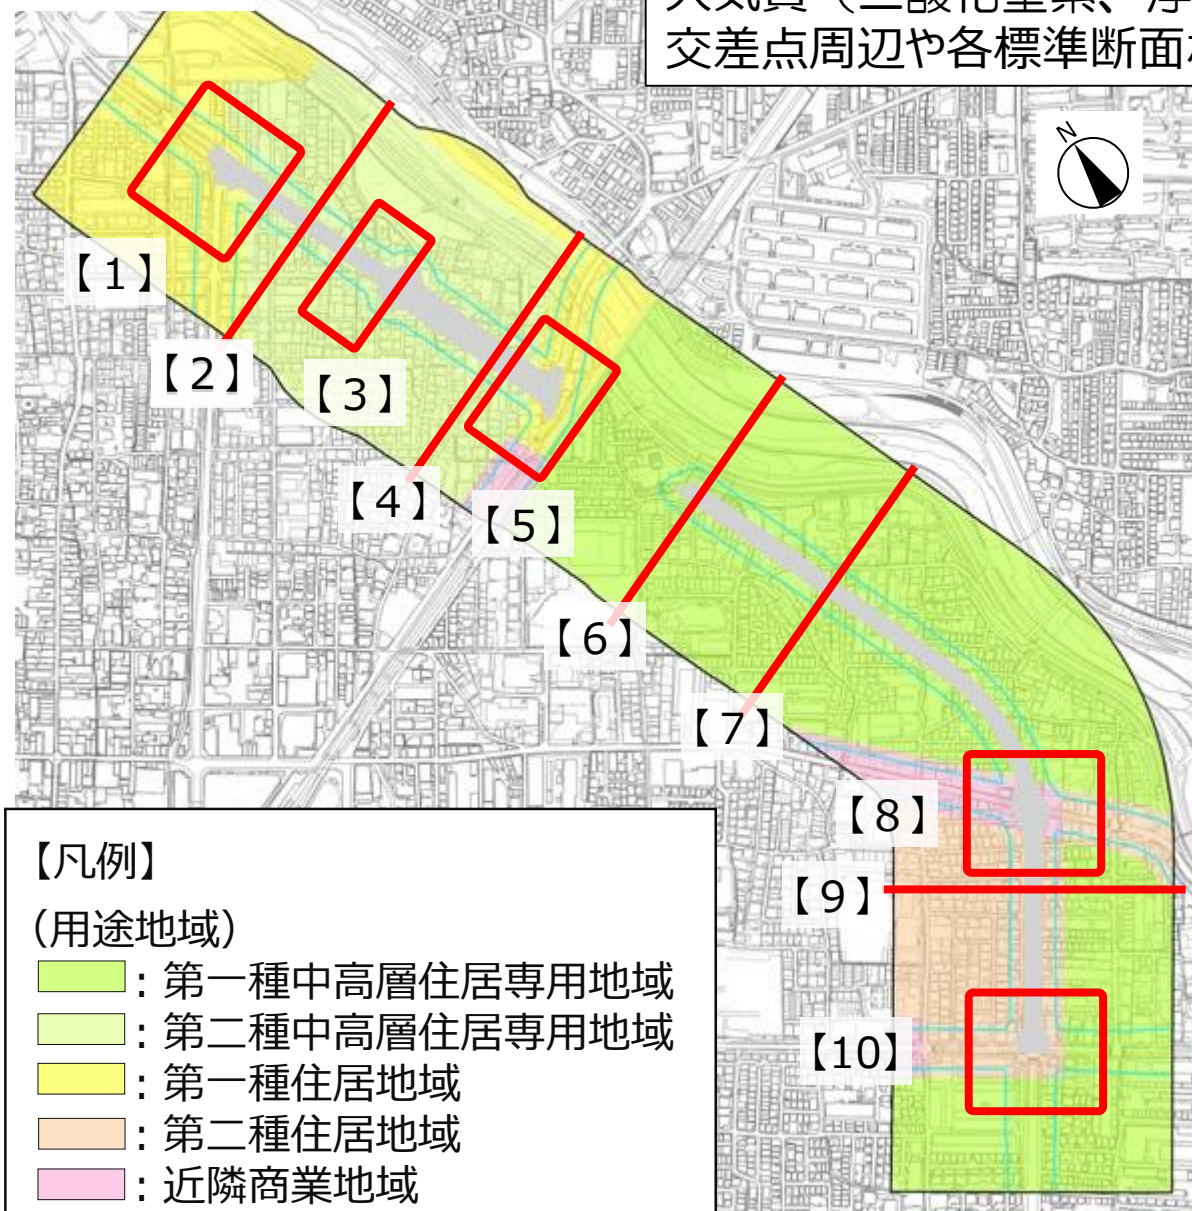 交差点周辺や各標準断面
N
【1】
【2】
【3】
【4】
【5】
【6】
【7】
【8】
【9】
【10】
【凡例】
（用途地域）
：第一種中高層住居専用地域
：第二種中高層住居専用地域
：第一種住居地域
：第二種住居地域
：近隣商業地域